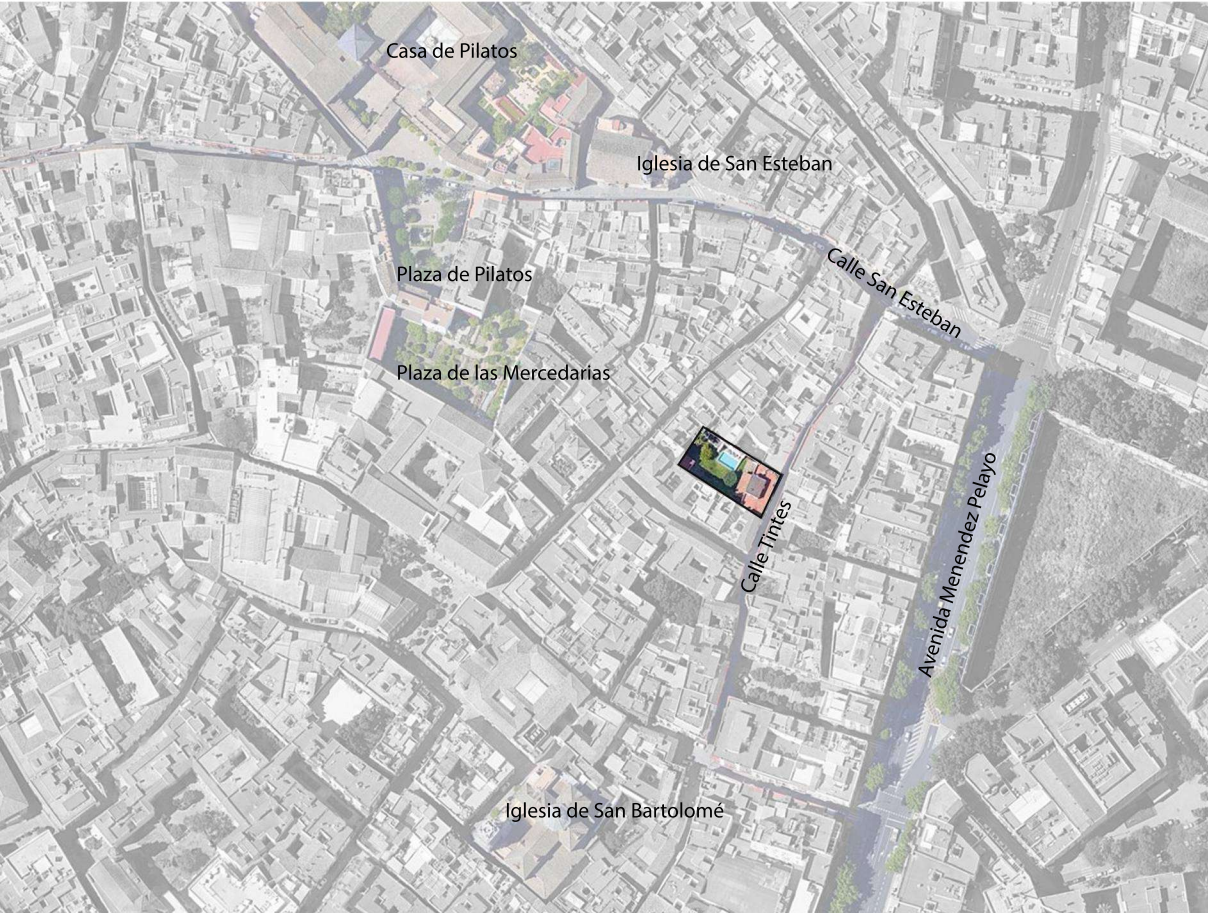 Casa de Pilatos
Iglesia de San Esteban
Calle San Esteban
Plaza de Pilatos
Plaza de las Mercedarias
Calle Tintes
Avenida Menendez Pelayo
Iglesia de San Bartolomé